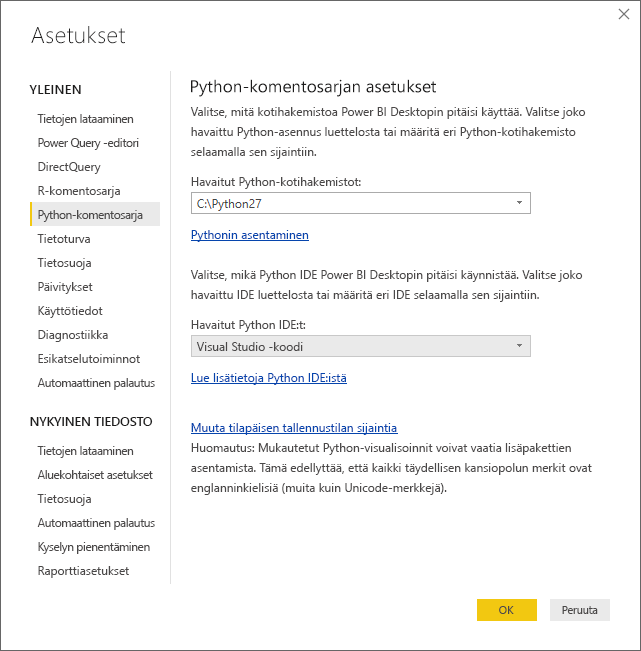 Asetukset
YLEINEN
Tietojen lataaminen
Power Query -editori
DirectQuery
R-komentosarja
Python-komentosarja
Tietoturva
Tietosuoja
Päivitykset
Käyttötiedot
Diagnostiikka
Esikatselutoiminnot
Automaattinen palautus
NYKYINEN TIEDOSTO
Tietojen lataaminen
Aluekohtaiset asetukset
Tietosuoja
Automaattinen palautus
Kyselyn pienentäminen
Raporttiasetukset
Python-komentosarjan asetukset
Valitse, mitä kotihakemistoa Power BI Desktopin pitäisi käyttää. Valitse joko
havaittu Python-asennus luettelosta tai määritä eri Python-kotihakemisto
selaamalla sen sijaintiin.
Havaitut Python-kotihakemistot:
C:\Python27
Pythonin asentaminen
Valitse, mikä Python IDE Power BI Desktopin pitäisi käynnistää. Valitse joko
havaittu IDE luettelosta tai määritä eri IDE selaamalla sen sijaintiin.
Havaitut Python IDE:t:
Visual Studio -koodi
Lue lisätietoja Python IDE:istä
Muuta tilapäisen tallennustilan sijaintia
Huomautus: Mukautetut Python-visualisoinnit voivat vaatia lisäpakettien
asentamista. Tämä edellyttää, että kaikki täydellisen kansiopolun merkit ovat
englanninkielisiä (muita kuin Unicode-merkkejä).
OK
Peruuta